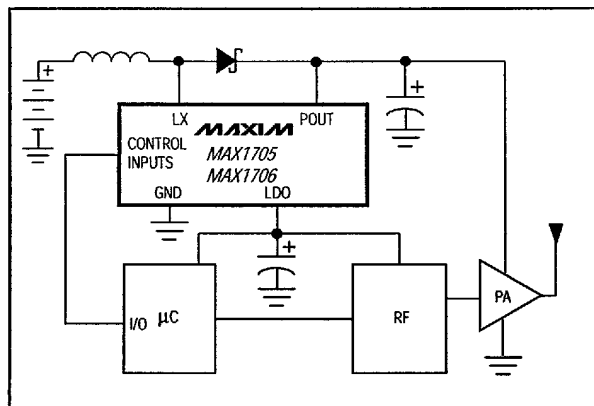 +
+
LX
MAXIM
POUT
CONTROL
INPUTS
MAX1705
MAX1706
GND
LDO
+
I/O
µC
RF
PA